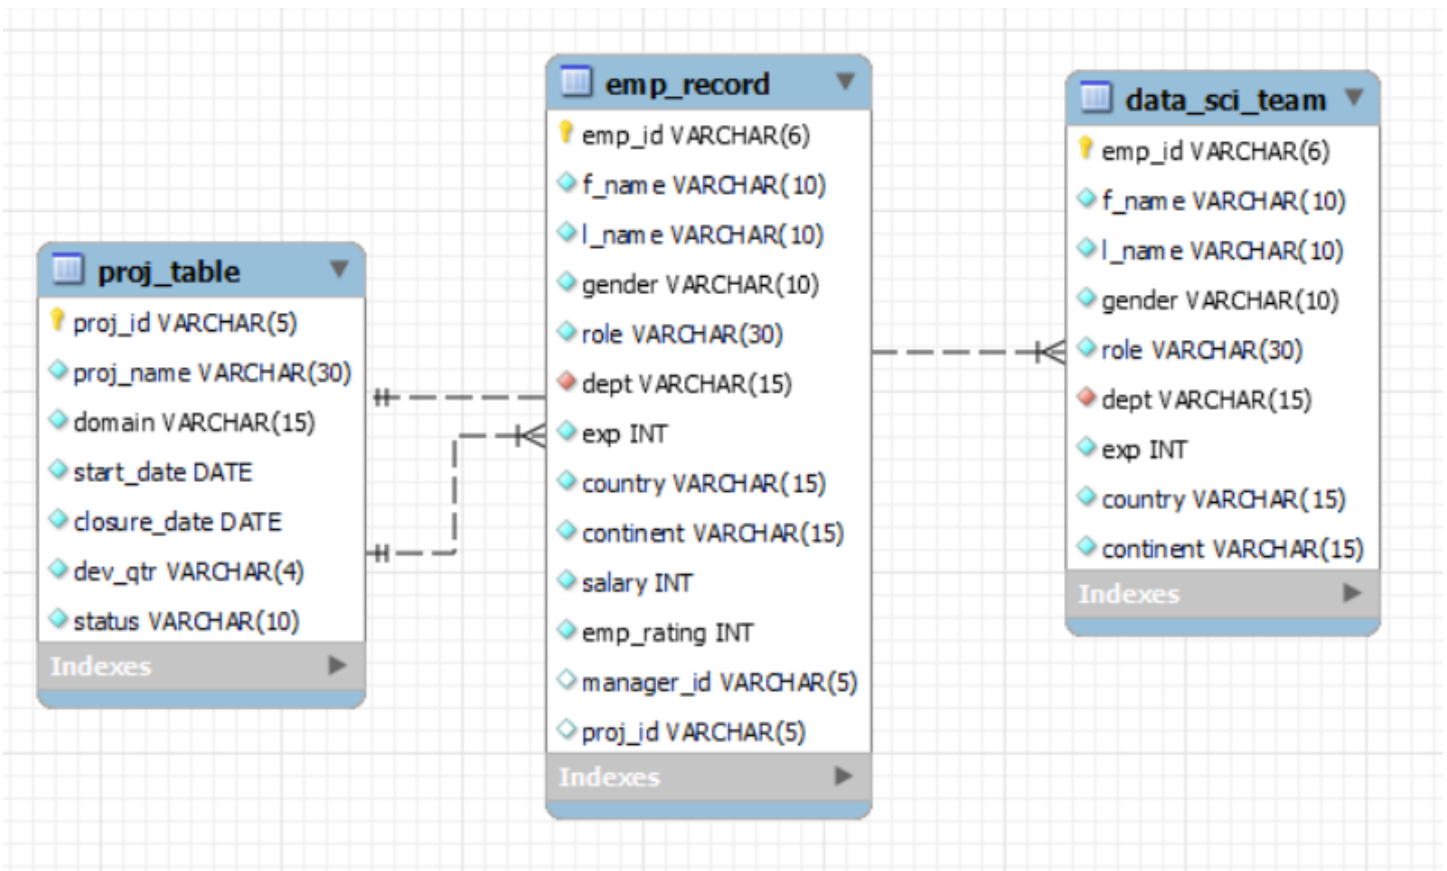 proj_table
proj_id VARCHAR(5)
proj_name VARCHAR(30)
domain VARCHAR(15)
start_date DATE
closure_date DATE
dev_qtr VARCHAR(4)
status VARCHAR(10)
Indexes
emp_record
emp_id VARCHAR(6)
f_name VARCHAR(10)
l_name VARCHAR(10)
gender VARCHAR(10)
role VARCHAR(30)
dept VARCHAR(15)
exp INT
country VARCHAR(15)
continent VARCHAR(15)
salary INT
emp_rating INT
manager_id VARCHAR(5)
proj_id VARCHAR(5)
Indexes
data_sci_team
emp_id VARCHAR(6)
f_name VARCHAR(10)
l_name VARCHAR(10)
gender VARCHAR(10)
role VARCHAR(30)
dept VARCHAR(15)
exp INT
country VARCHAR(15)
continent VARCHAR(15)
Indexes